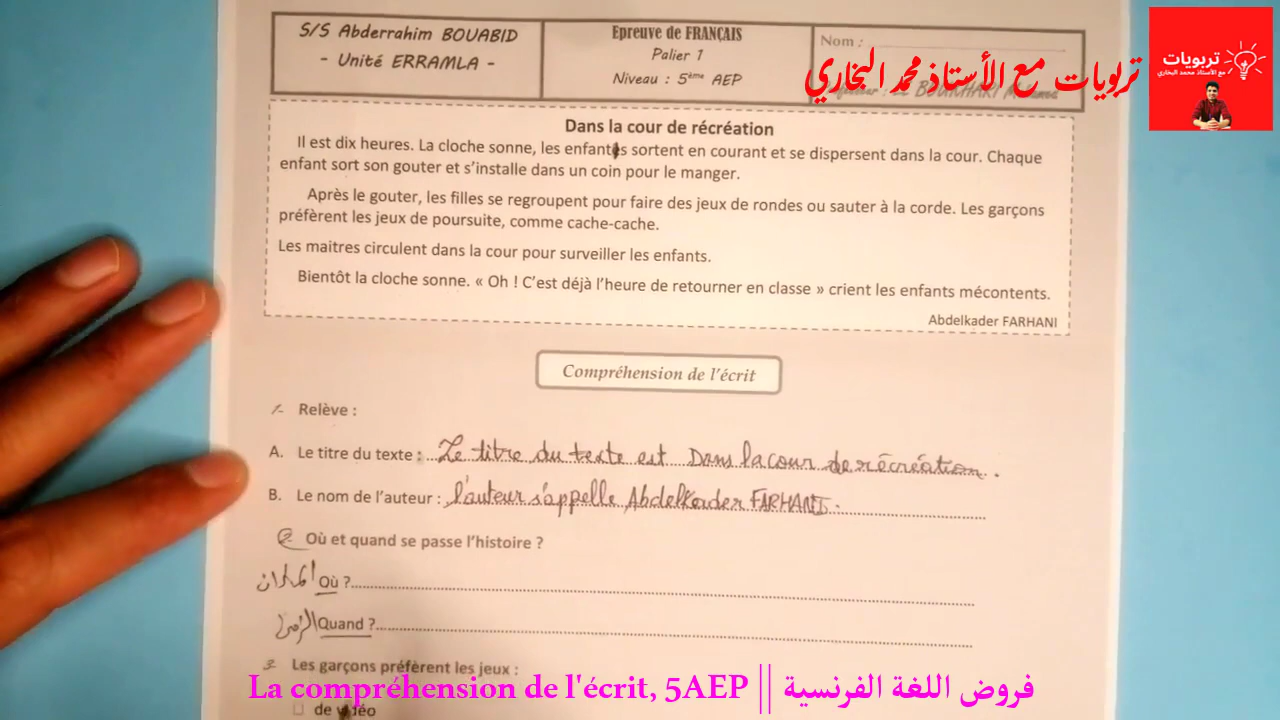 S/S Abderrahim BOUABID
- Unité ERRAMLA -
Epreuve de FRANÇAIS
Palier 1
Niveau : 5ème AEP
Nom :
تربويات مع الأستاذ محمد البخاري
تربويات
مع الأستاذ محمد البخاري
Dans la cour de récréation
Il est dix heures. La cloche sonne, les enfants sortent en courant et se dispersent dans la cour. Chaque
enfant sort son gouter et s'installe dans un coin pour le manger.
Après le gouter, les filles se regroupent pour faire des jeux de rondes ou sauter à la corde. Les garçons
préfèrent les jeux de poursuite, comme cache-cache.
Les maitres circulent dans la cour pour surveiller les enfants.
Bientôt la cloche sonne. « Oh ! C'est déjà l'heure de retourner en classe » crient les enfants mécontents.
Abdelkader FARHANI
Compréhension de l'écrit
1- Relève :
A. Le titre du texte : Le titre du texte est Dans la cour de récréation.
B. Le nom de l'auteur : l'auteur s'appelle Abdelkader FARHANI.
2- Où et quand se passe l'histoire ?
المكان Où ?
الزمن Quand ?
3- Les garçons préfèrent les jeux :
La compréhension de l'écrit, 5AEP || فروض اللغة الفرنسية
de vidéo